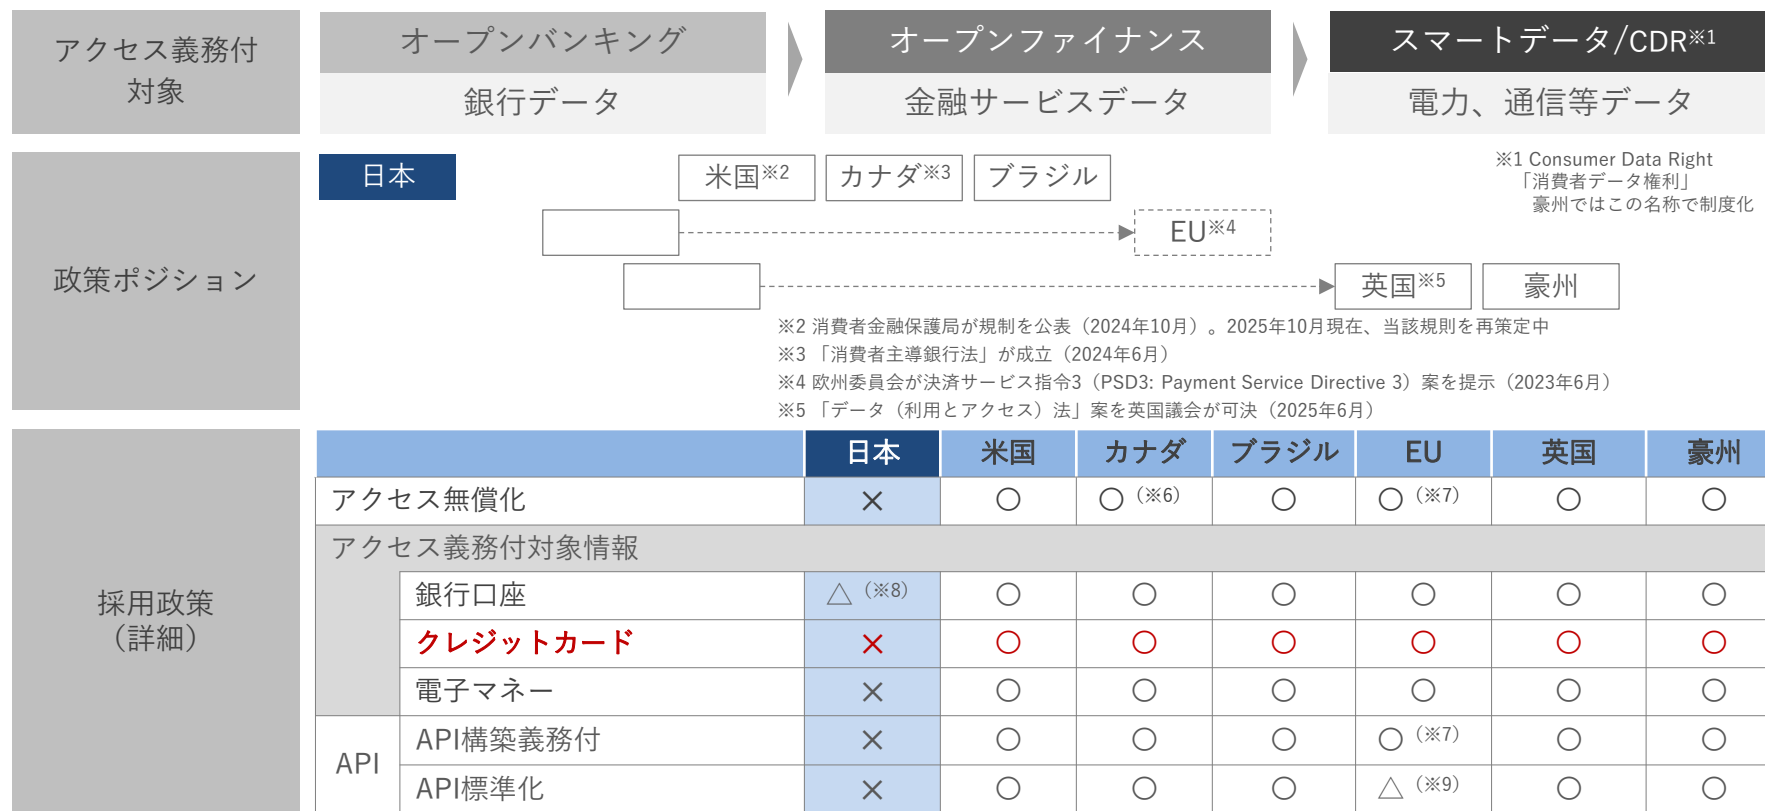 アクセス義務付
対象
オープンバンキング
銀行データ
オープンファイナンス
金融サービスデータ
スマートデータ/CDR※1
電力、通信等データ
政策ポジション
日本
米国※2
カナダ※3
ブラジル
※1 Consumer Data Right
「消費者データ権利」
豪州ではこの名称で制度化
EU※4
英国※5
豪州
※2 消費者金融保護局が規制を公表（2024年10月）。2025年10月現在、当該規則を再策定中
※3 「消費者主導銀行法」が成立（2024年6月）
※4 欧州委員会が決済サービス指令3（PSD3: Payment Service Directive 3）案を提示（2023年6月）
※5 「データ（利用とアクセス）法」案を英国議会が可決（2025年6月）
採用政策
（詳細）
日本 米国 カナダ ブラジル EU 英国 豪州
アクセス無償化 × ○ ○（※6） ○ ○（※7） ○ ○
アクセス義務付対象情報
銀行口座 △（※8） ○ ○ ○ ○ ○ ○
クレジットカード × ○ ○ ○ ○ ○ ○
電子マネー × ○ ○ ○ ○ ○ ○
API
API構築義務付 × ○ ○ ○ ○（※7） ○ ○
API標準化 × ○ ○ ○ △（※9） ○ ○